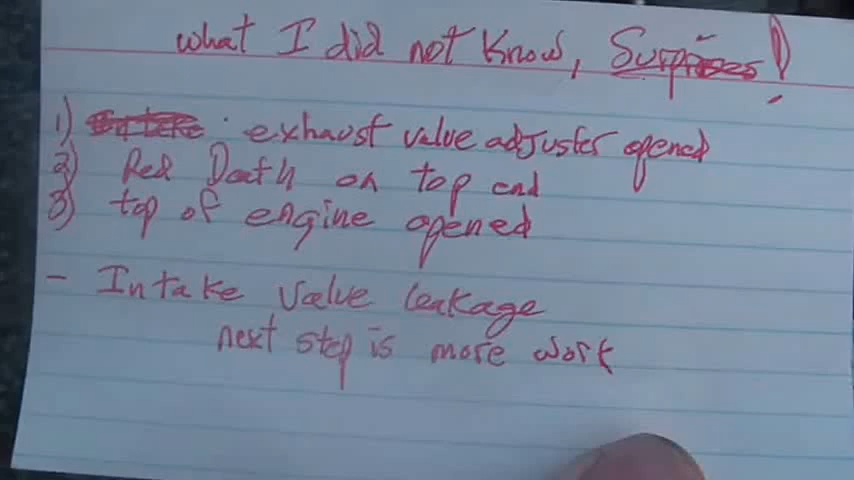 what I did not know, Surprises!
1) exhaust value adjuster opened
2) Red Death on top end
3) top of engine opened
- Intake value leakage
next step is more work